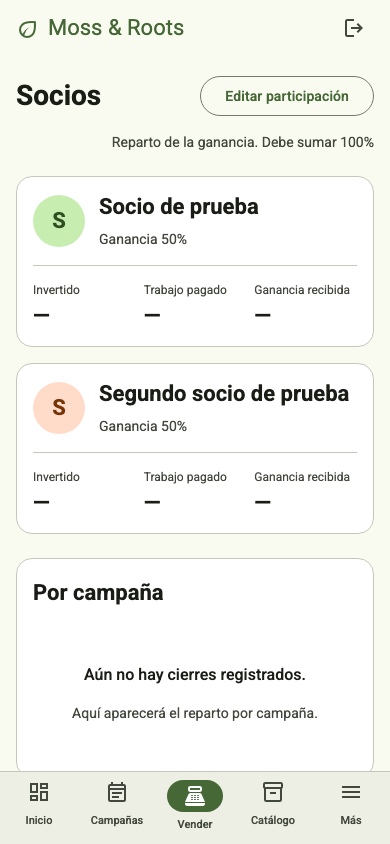 Moss & Roots
Socios
Editar participación
Reparto de la ganancia. Debe sumar 100%
S
Socio de prueba
Ganancia 50%
Invertido Trabajo pagado Ganancia recibida
— — —
S
Segundo socio de prueba
Ganancia 50%
Invertido Trabajo pagado Ganancia recibida
— — —
Por campaña
Aún no hay cierres registrados.
Aquí aparecerá el reparto por campaña.
Inicio Campañas Vender Catálogo Más